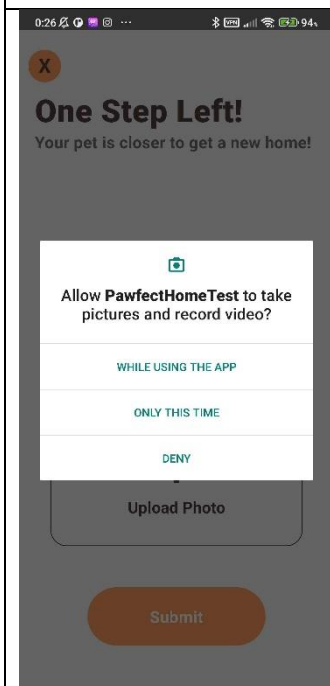 0:26 ... VPN 94
X
One Step Left!
Your pet is closer to get a new home!
Allow PawfectHomeTest to take
pictures and record video?
WHILE USING THE APP
ONLY THIS TIME
DENY
Upload Photo
Submit